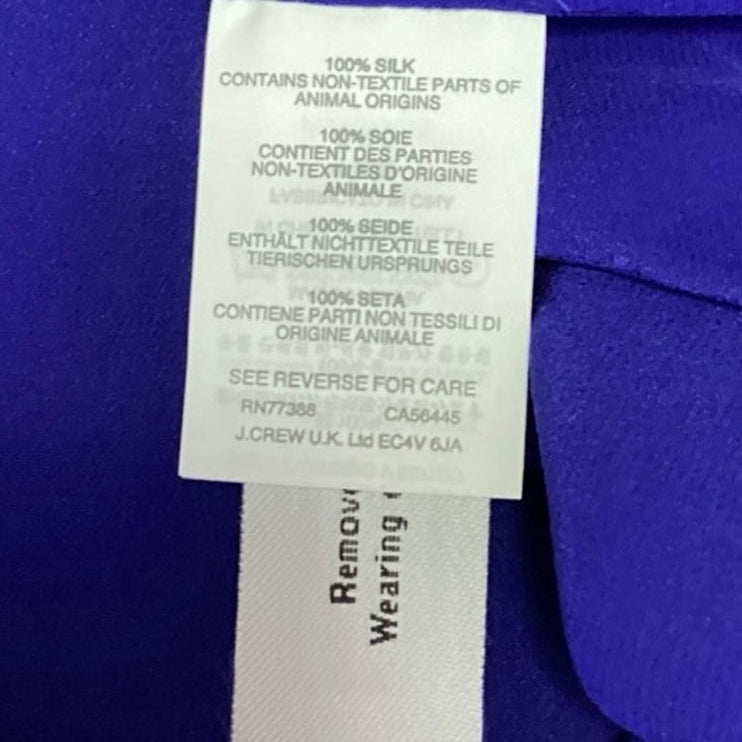 100% SILK
CONTAINS NON-TEXTILE PARTS OF
ANIMAL ORIGINS
100% SOIE
CONTIENT DES PARTIES
NON-TEXTILES D'ORIGINE
ANIMALE
100% SEIDE
ENTHÄLT NICHTTEXTILE TEILE
TIERISCHEN URSPRUNGS
100% SETA
CONTIENE PARTI NON TESSILI DI
ORIGINE ANIMALE
SEE REVERSE FOR CARE
RN77388 CA56445
J.CREW U.K. Ltd EC4V 6JA
Wearing